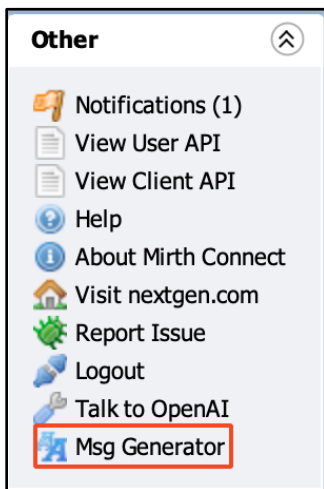 Other
Notifications (1)
View User API
View Client API
Help
About Mirth Connect
Visit nextgen.com
Report Issue
Logout
Talk to OpenAI
Msg Generator